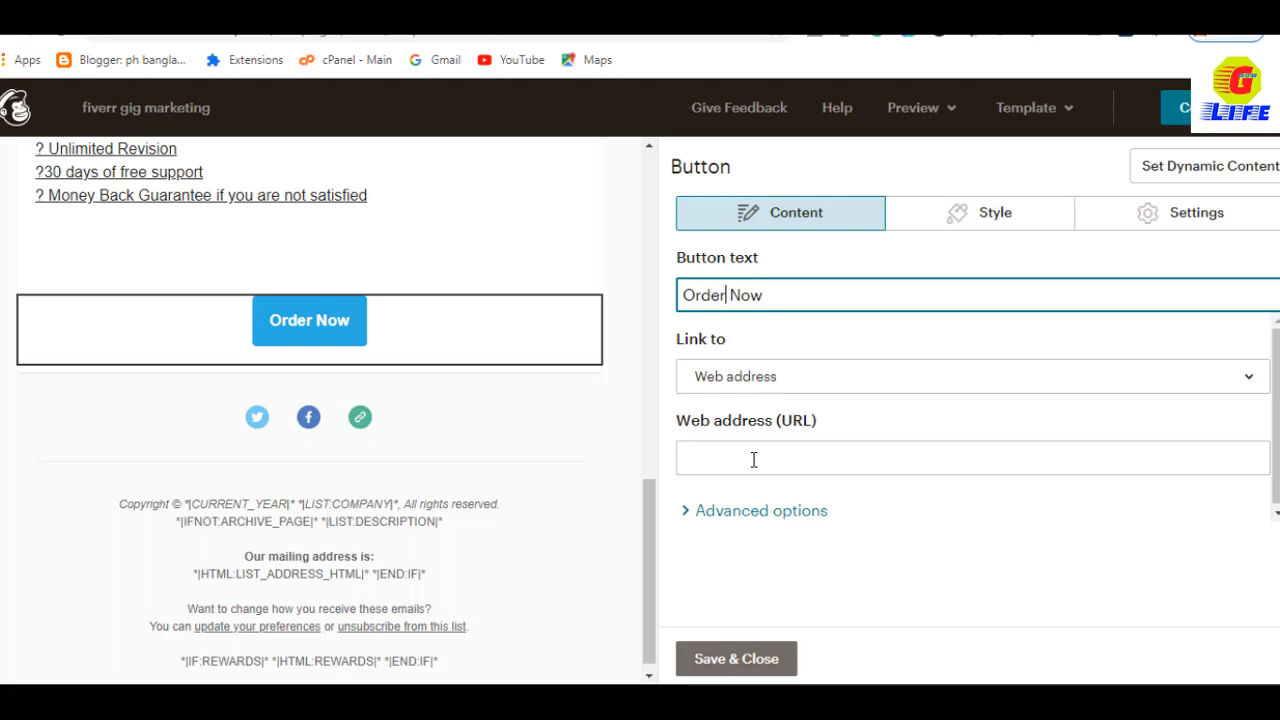 Apps Blogger: ph bangla... Extensions cPanel - Main Gmail YouTube Maps
fiverr gig marketing Give Feedback Help Preview Template
G
LIFE
? Unlimited Revision
?30 days of free support
? Money Back Guarantee if you are not satisfied
Order Now
Copyright © *|CURRENT_YEAR|* *|LIST:COMPANY|*, All rights reserved.
*|IFNOT:ARCHIVE_PAGE|* *|LIST:DESCRIPTION|*
Our mailing address is:
*|HTML:LIST_ADDRESS_HTML|* *|END:IF|*
Want to change how you receive these emails?
You can update your preferences or unsubscribe from this list.
*|IF:REWARDS|* *|HTML:REWARDS|* *|END:IF|*
Button Set Dynamic Content
Content Style Settings
Button text
Order Now
Link to
Web address
Web address (URL)
Advanced options
Save & Close